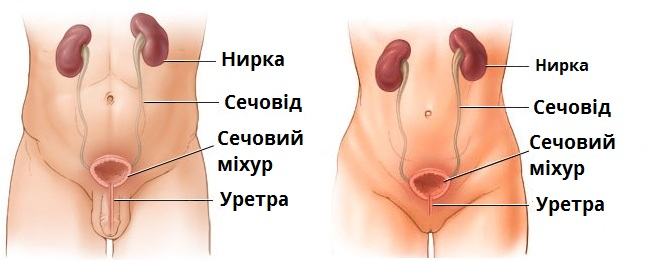 Нирка
Сечовід
Сечовий
міхур
Уретра
Нирка
Сечовід
Сечовий
міхур
Уретра